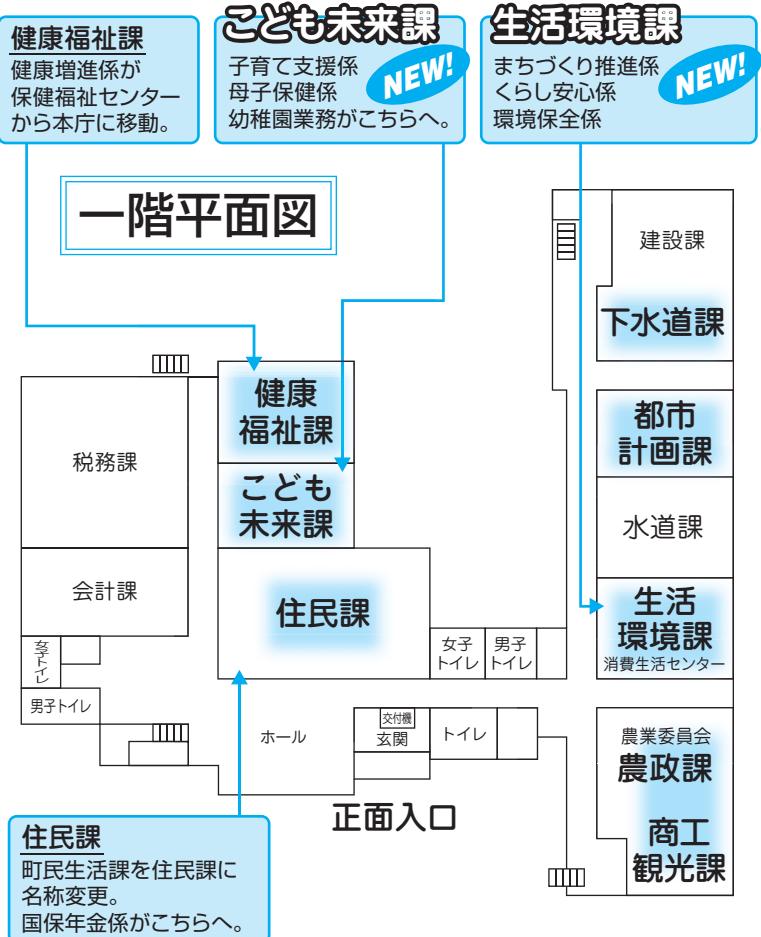 健康福祉課
健康増進係が
保健福祉センター
から本庁に移動。
こども未来課
子育て支援係
母子保健係
幼稚園業務がこちらへ。
NEW!
生活環境課
まちづくり推進係
くらし安心係
環境保全係
NEW!
一階平面図
建設課
下水道課
健康
福祉課
都市
計画課
税務課
こども
未来課
水道課
会計課
住民課
生活
環境課
消費生活センター
女子トイレ
女子
トイレ
男子
トイレ
男子トイレ
ホール
交付機
玄関
トイレ
農業委員会
農政課
商工
観光課
正面入口
住民課
町民生活課を住民課に
名称変更。
国保年金係がこちらへ。